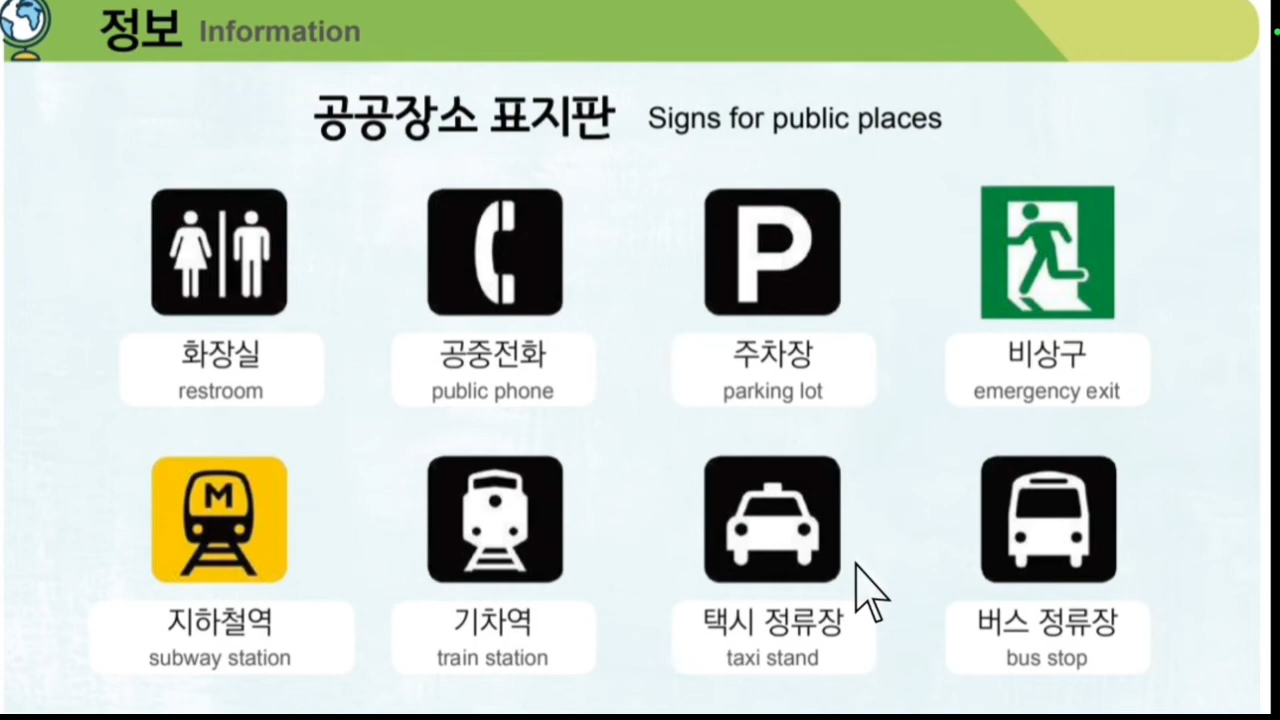 정보 Information
공공장소 표지판 Signs for public places
P
화장실 공중전화 주차장 비상구
restroom public phone parking lot emergency exit
M
지하철역 기차역 택시 정류장 버스 정류장
subway station train station taxi stand bus stop